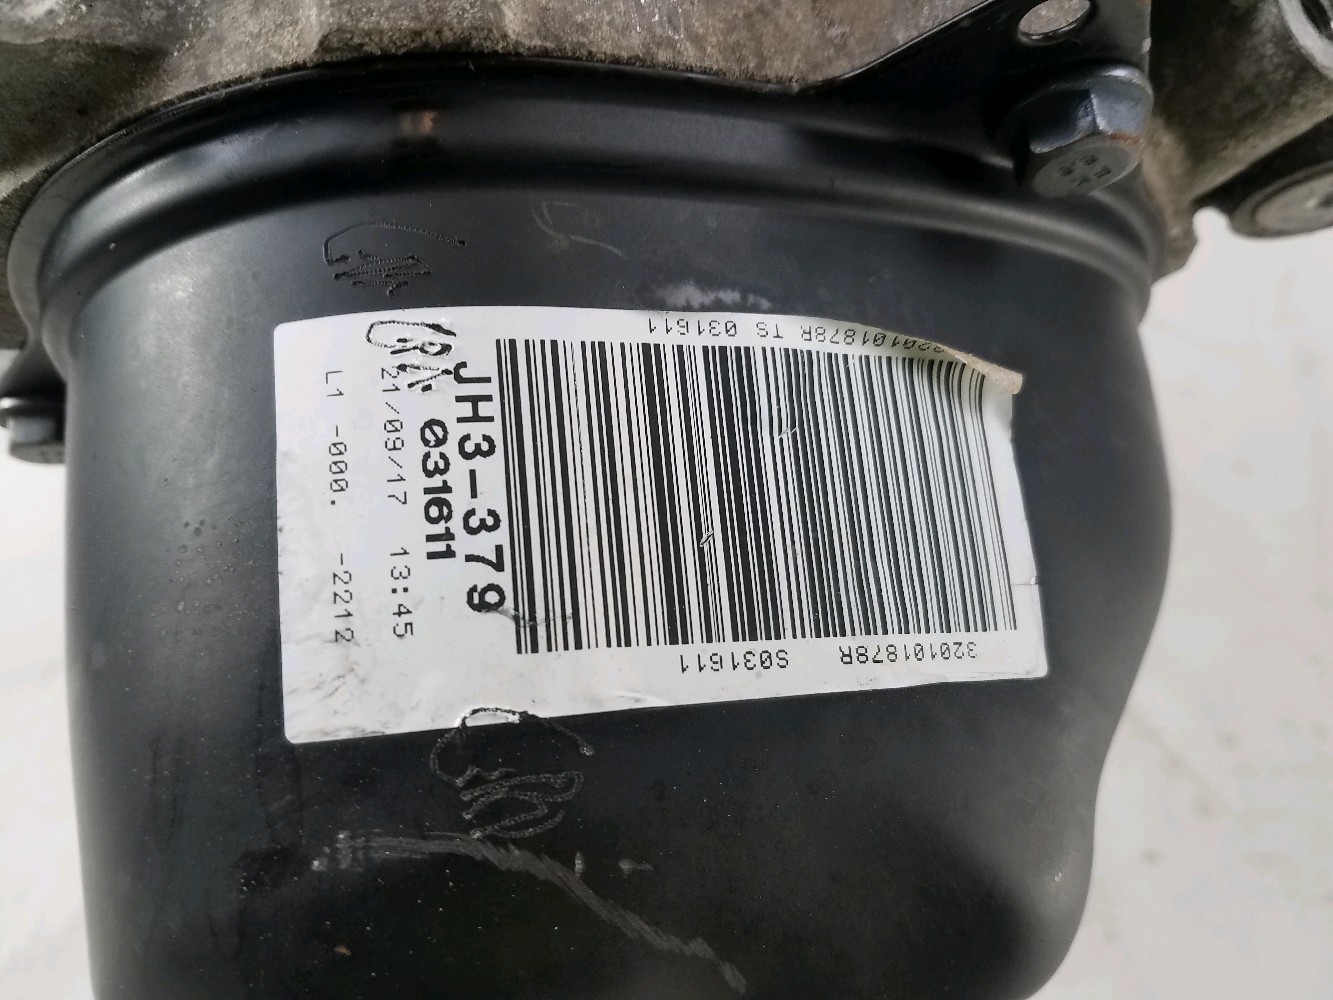 320101878R TS 031611
JH3-379
031611
21/09/17 13:45
L1 -000. -2212
320101878R S031611